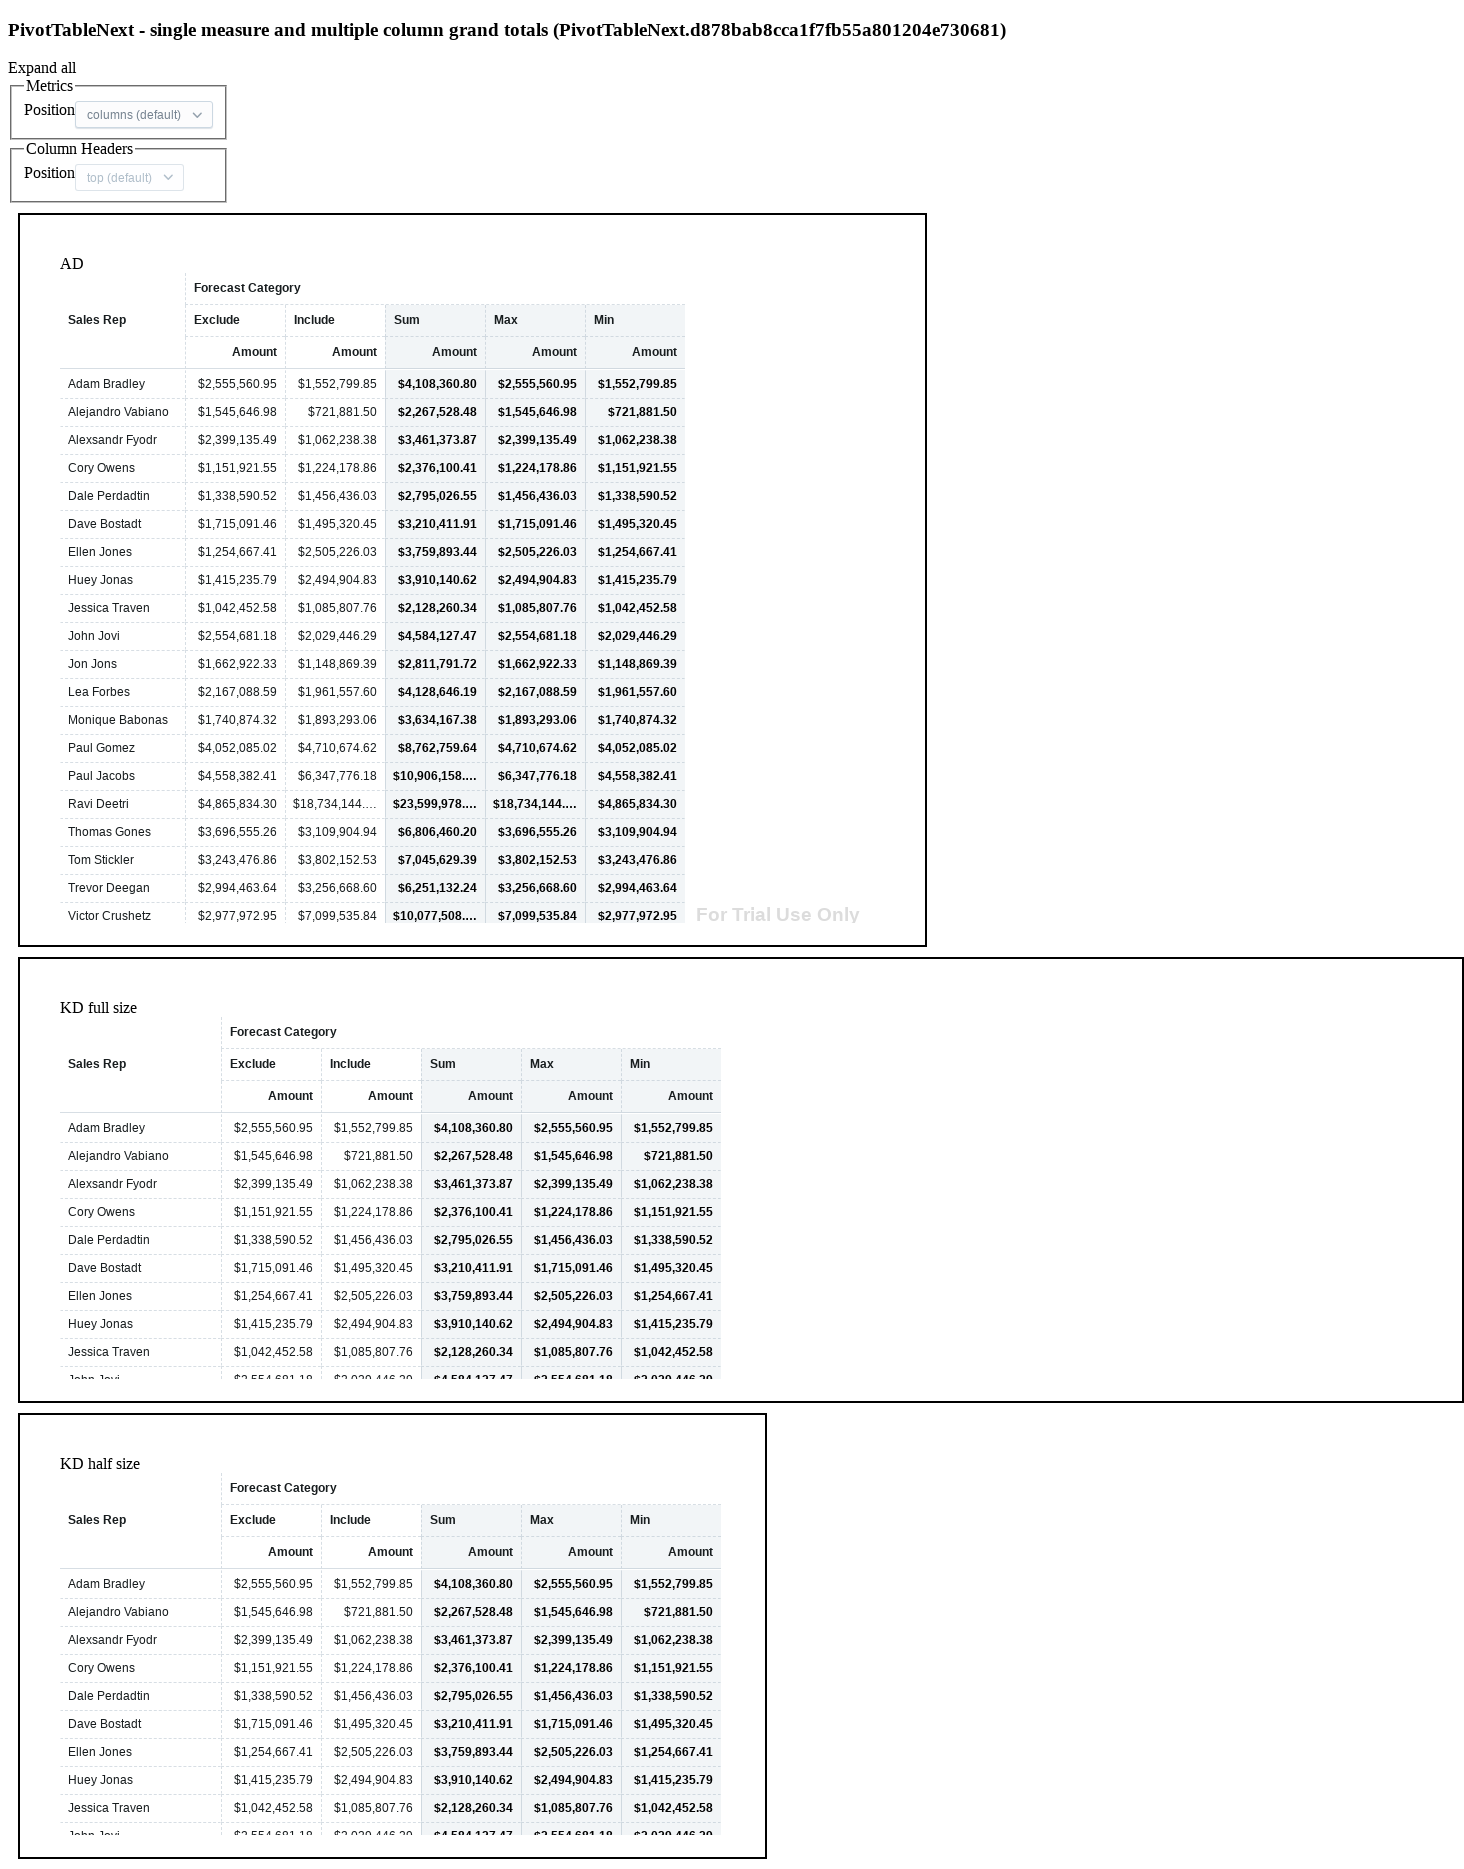 PivotTableNext - single measure and multiple column grand totals (PivotTableNext.d878bab8cca1f7fb55a801204e730681)
Expand all
Metrics
Position columns (default)
Column Headers
Position top (default)
AD
Forecast Category
Sales Rep Exclude Include Sum Max Min
Amount Amount Amount Amount Amount
Adam Bradley $2,555,560.95 $1,552,799.85 $4,108,360.80 $2,555,560.95 $1,552,799.85
Alejandro Vabiano $1,545,646.98 $721,881.50 $2,267,528.48 $1,545,646.98 $721,881.50
Alexsandr Fyodr $2,399,135.49 $1,062,238.38 $3,461,373.87 $2,399,135.49 $1,062,238.38
Cory Owens $1,151,921.55 $1,224,178.86 $2,376,100.41 $1,224,178.86 $1,151,921.55
Dale Perdadtin $1,338,590.52 $1,456,436.03 $2,795,026.55 $1,456,436.03 $1,338,590.52
Dave Bostadt $1,715,091.46 $1,495,320.45 $3,210,411.91 $1,715,091.46 $1,495,320.45
Ellen Jones $1,254,667.41 $2,505,226.03 $3,759,893.44 $2,505,226.03 $1,254,667.41
Huey Jonas $1,415,235.79 $2,494,904.83 $3,910,140.62 $2,494,904.83 $1,415,235.79
Jessica Traven $1,042,452.58 $1,085,807.76 $2,128,260.34 $1,085,807.76 $1,042,452.58
John Jovi $2,554,681.18 $2,029,446.29 $4,584,127.47 $2,554,681.18 $2,029,446.29
Jon Jons $1,662,922.33 $1,148,869.39 $2,811,791.72 $1,662,922.33 $1,148,869.39
Lea Forbes $2,167,088.59 $1,961,557.60 $4,128,646.19 $2,167,088.59 $1,961,557.60
Monique Babonas $1,740,874.32 $1,893,293.06 $3,634,167.38 $1,893,293.06 $1,740,874.32
Paul Gomez $4,052,085.02 $4,710,674.62 $8,762,759.64 $4,710,674.62 $4,052,085.02
Paul Jacobs $4,558,382.41 $6,347,776.18 $10,906,158.… $6,347,776.18 $4,558,382.41
Ravi Deetri $4,865,834.30 $18,734,144.… $23,599,978.… $18,734,144.… $4,865,834.30
Thomas Gones $3,696,555.26 $3,109,904.94 $6,806,460.20 $3,696,555.26 $3,109,904.94
Tom Stickler $3,243,476.86 $3,802,152.53 $7,045,629.39 $3,802,152.53 $3,243,476.86
Trevor Deegan $2,994,463.64 $3,256,668.60 $6,251,132.24 $3,256,668.60 $2,994,463.64
Victor Crushetz $2,977,972.95 $7,099,535.84 $10,077,508.… $7,099,535.84 $2,977,972.95
For Trial Use Only
KD full size
Forecast Category
Sales Rep Exclude Include Sum Max Min
Amount Amount Amount Amount Amount
Adam Bradley $2,555,560.95 $1,552,799.85 $4,108,360.80 $2,555,560.95 $1,552,799.85
Alejandro Vabiano $1,545,646.98 $721,881.50 $2,267,528.48 $1,545,646.98 $721,881.50
Alexsandr Fyodr $2,399,135.49 $1,062,238.38 $3,461,373.87 $2,399,135.49 $1,062,238.38
Cory Owens $1,151,921.55 $1,224,178.86 $2,376,100.41 $1,224,178.86 $1,151,921.55
Dale Perdadtin $1,338,590.52 $1,456,436.03 $2,795,026.55 $1,456,436.03 $1,338,590.52
Dave Bostadt $1,715,091.46 $1,495,320.45 $3,210,411.91 $1,715,091.46 $1,495,320.45
Ellen Jones $1,254,667.41 $2,505,226.03 $3,759,893.44 $2,505,226.03 $1,254,667.41
Huey Jonas $1,415,235.79 $2,494,904.83 $3,910,140.62 $2,494,904.83 $1,415,235.79
Jessica Traven $1,042,452.58 $1,085,807.76 $2,128,260.34 $1,085,807.76 $1,042,452.58
KD half size
Forecast Category
Sales Rep Exclude Include Sum Max Min
Amount Amount Amount Amount Amount
Adam Bradley $2,555,560.95 $1,552,799.85 $4,108,360.80 $2,555,560.95 $1,552,799.85
Alejandro Vabiano $1,545,646.98 $721,881.50 $2,267,528.48 $1,545,646.98 $721,881.50
Alexsandr Fyodr $2,399,135.49 $1,062,238.38 $3,461,373.87 $2,399,135.49 $1,062,238.38
Cory Owens $1,151,921.55 $1,224,178.86 $2,376,100.41 $1,224,178.86 $1,151,921.55
Dale Perdadtin $1,338,590.52 $1,456,436.03 $2,795,026.55 $1,456,436.03 $1,338,590.52
Dave Bostadt $1,715,091.46 $1,495,320.45 $3,210,411.91 $1,715,091.46 $1,495,320.45
Ellen Jones $1,254,667.41 $2,505,226.03 $3,759,893.44 $2,505,226.03 $1,254,667.41
Huey Jonas $1,415,235.79 $2,494,904.83 $3,910,140.62 $2,494,904.83 $1,415,235.79
Jessica Traven $1,042,452.58 $1,085,807.76 $2,128,260.34 $1,085,807.76 $1,042,452.58